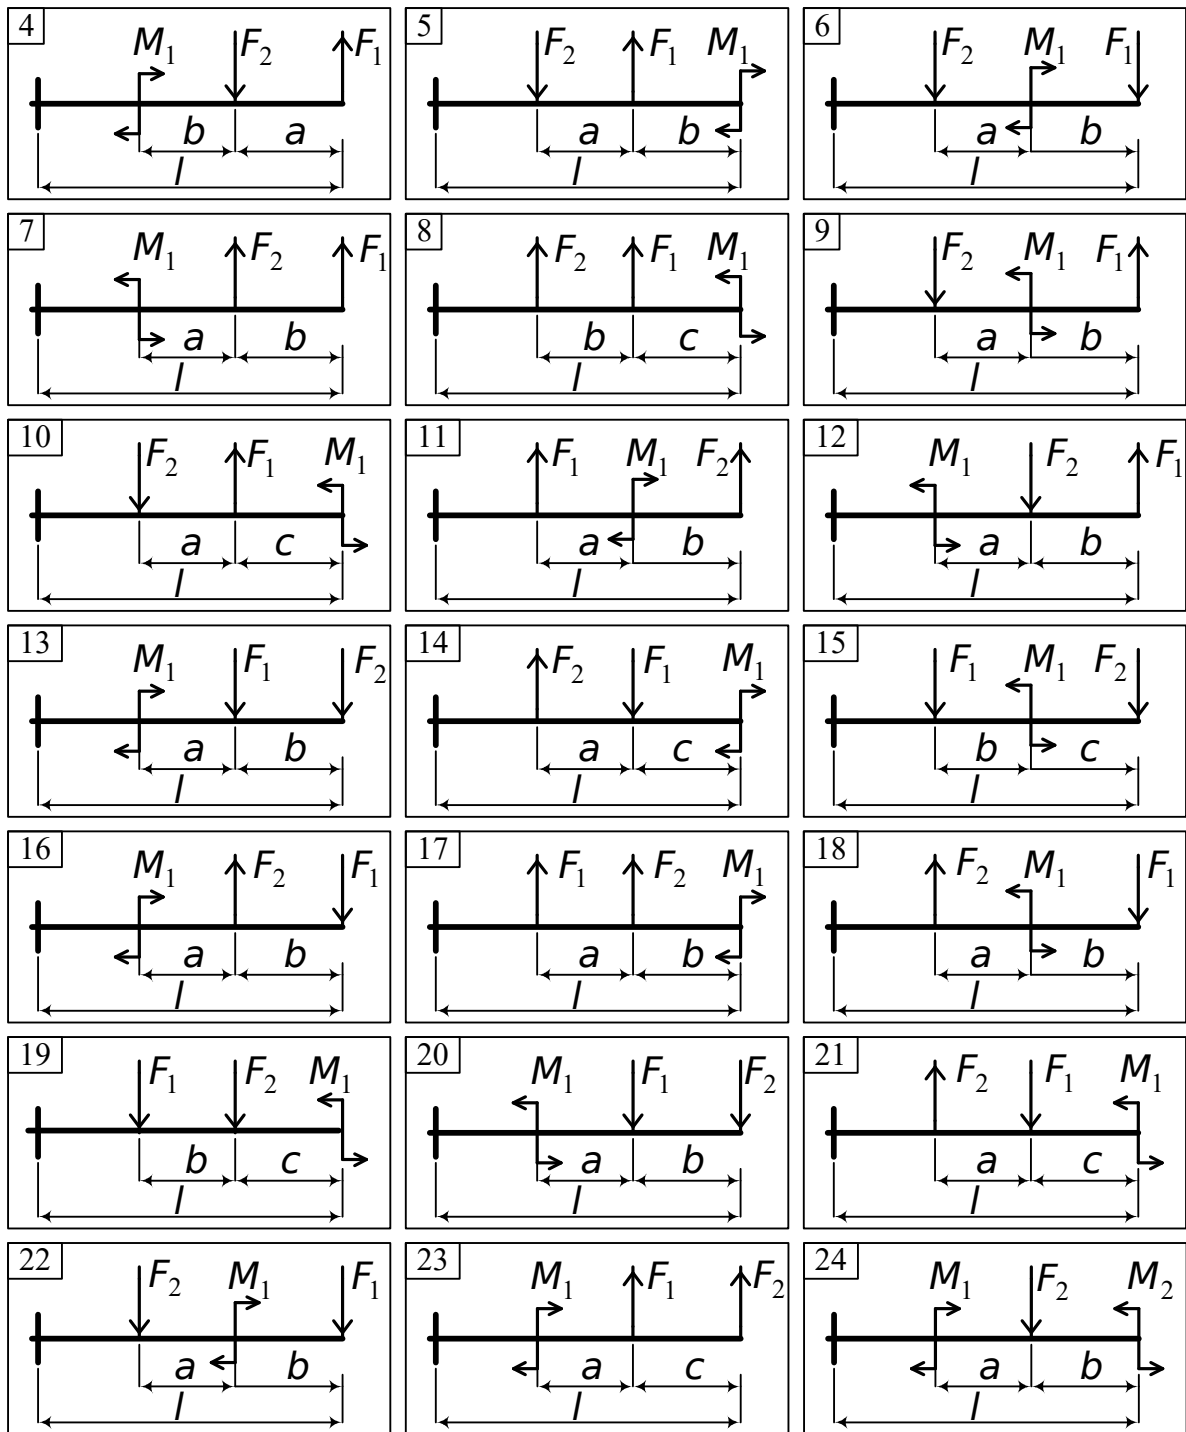 4 M₁ F₂ F₁
b a
l
5 F₂ F₁ M₁
a b
l
6 F₂ M₁ F₁
a b
l
7 M₁ F₂ F₁
a b
l
8 F₂ F₁ M₁
b c
l
9 F₂ M₁ F₁
a b
l
10 F₂ F₁ M₁
a c
l
11 F₁ M₁ F₂
a b
l
12 M₁ F₂ F₁
a b
l
13 M₁ F₁ F₂
a b
l
14 F₂ F₁ M₁
a c
l
15 F₁ M₁ F₂
b c
l
16 M₁ F₂ F₁
a b
l
17 F₁ F₂ M₁
a b
l
18 F₂ M₁ F₁
a b
l
19 F₁ F₂ M₁
b c
l
20 M₁ F₁ F₂
a b
l
21 F₂ F₁ M₁
a c
l
22 F₂ M₁ F₁
a b
l
23 M₁ F₁ F₂
a c
l
24 M₁ F₂ M₂
a b
l